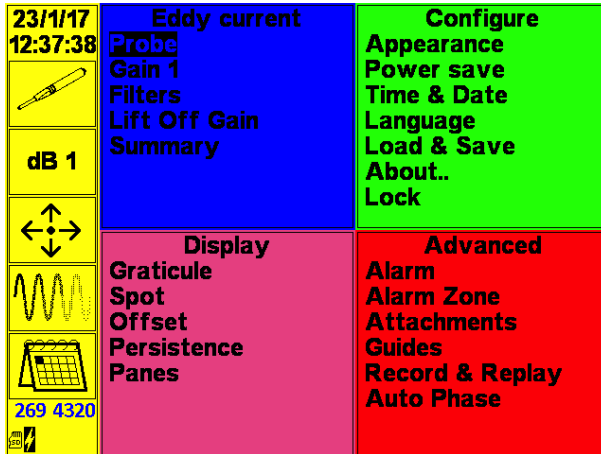 23/1/17
12:37:38
dB 1
269 4320
SD
Eddy current
Probe
Gain 1
Filters
Lift Off Gain
Summary
Configure
Appearance
Power save
Time & Date
Language
Load & Save
About..
Lock
Display
Graticule
Spot
Offset
Persistence
Panes
Advanced
Alarm
Alarm Zone
Attachments
Guides
Record & Replay
Auto Phase